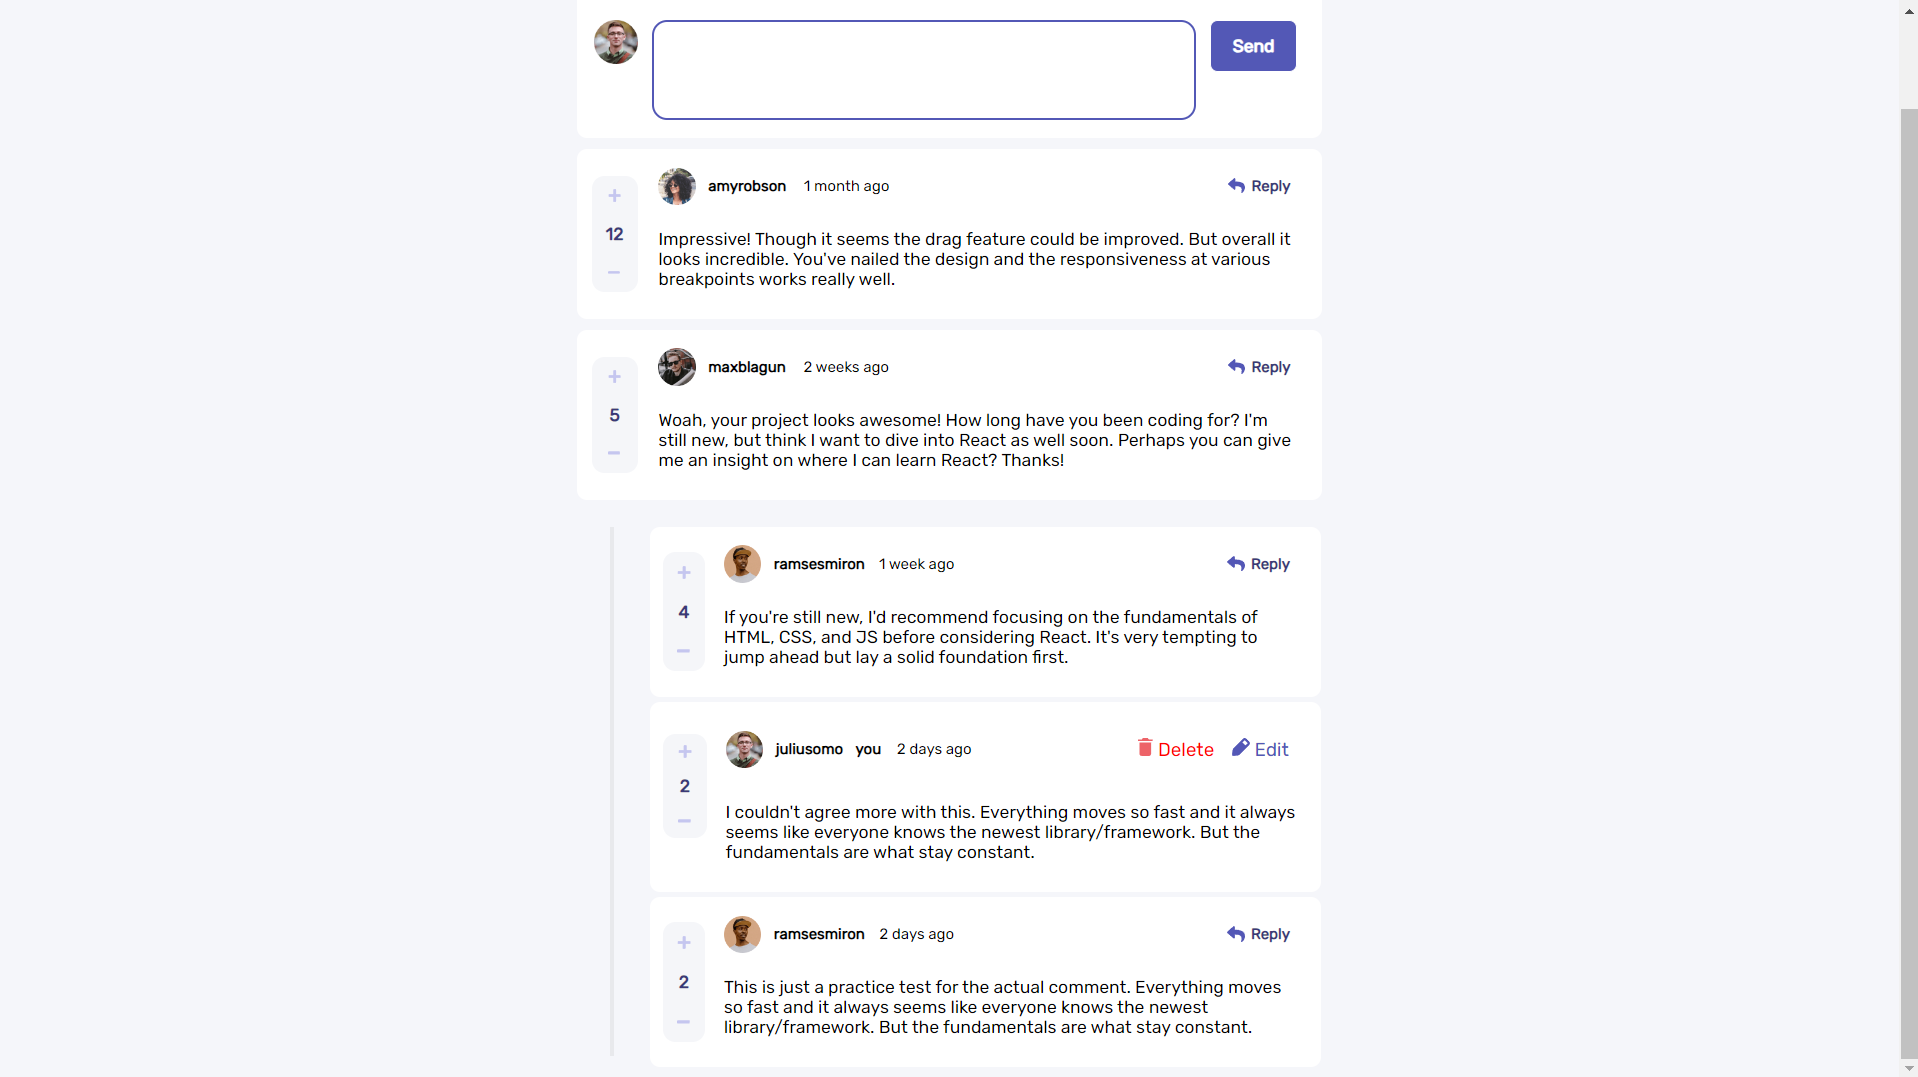 Send
amyrobson 1 month ago Reply
+
12
Impressive! Though it seems the drag feature could be improved. But overall it
looks incredible. You've nailed the design and the responsiveness at various
breakpoints works really well.
−
maxblagun 2 weeks ago Reply
+
5
Woah, your project looks awesome! How long have you been coding for? I'm
still new, but think I want to dive into React as well soon. Perhaps you can give
me an insight on where I can learn React? Thanks!
−
ramsesmiron 1 week ago Reply
+
4
If you're still new, I'd recommend focusing on the fundamentals of
HTML, CSS, and JS before considering React. It's very tempting to
jump ahead but lay a solid foundation first.
−
juliusomo you 2 days ago Delete Edit
+
2
I couldn't agree more with this. Everything moves so fast and it always
seems like everyone knows the newest library/framework. But the
fundamentals are what stay constant.
−
ramsesmiron 2 days ago Reply
+
2
This is just a practice test for the actual comment. Everything moves
so fast and it always seems like everyone knows the newest
library/framework. But the fundamentals are what stay constant.
−